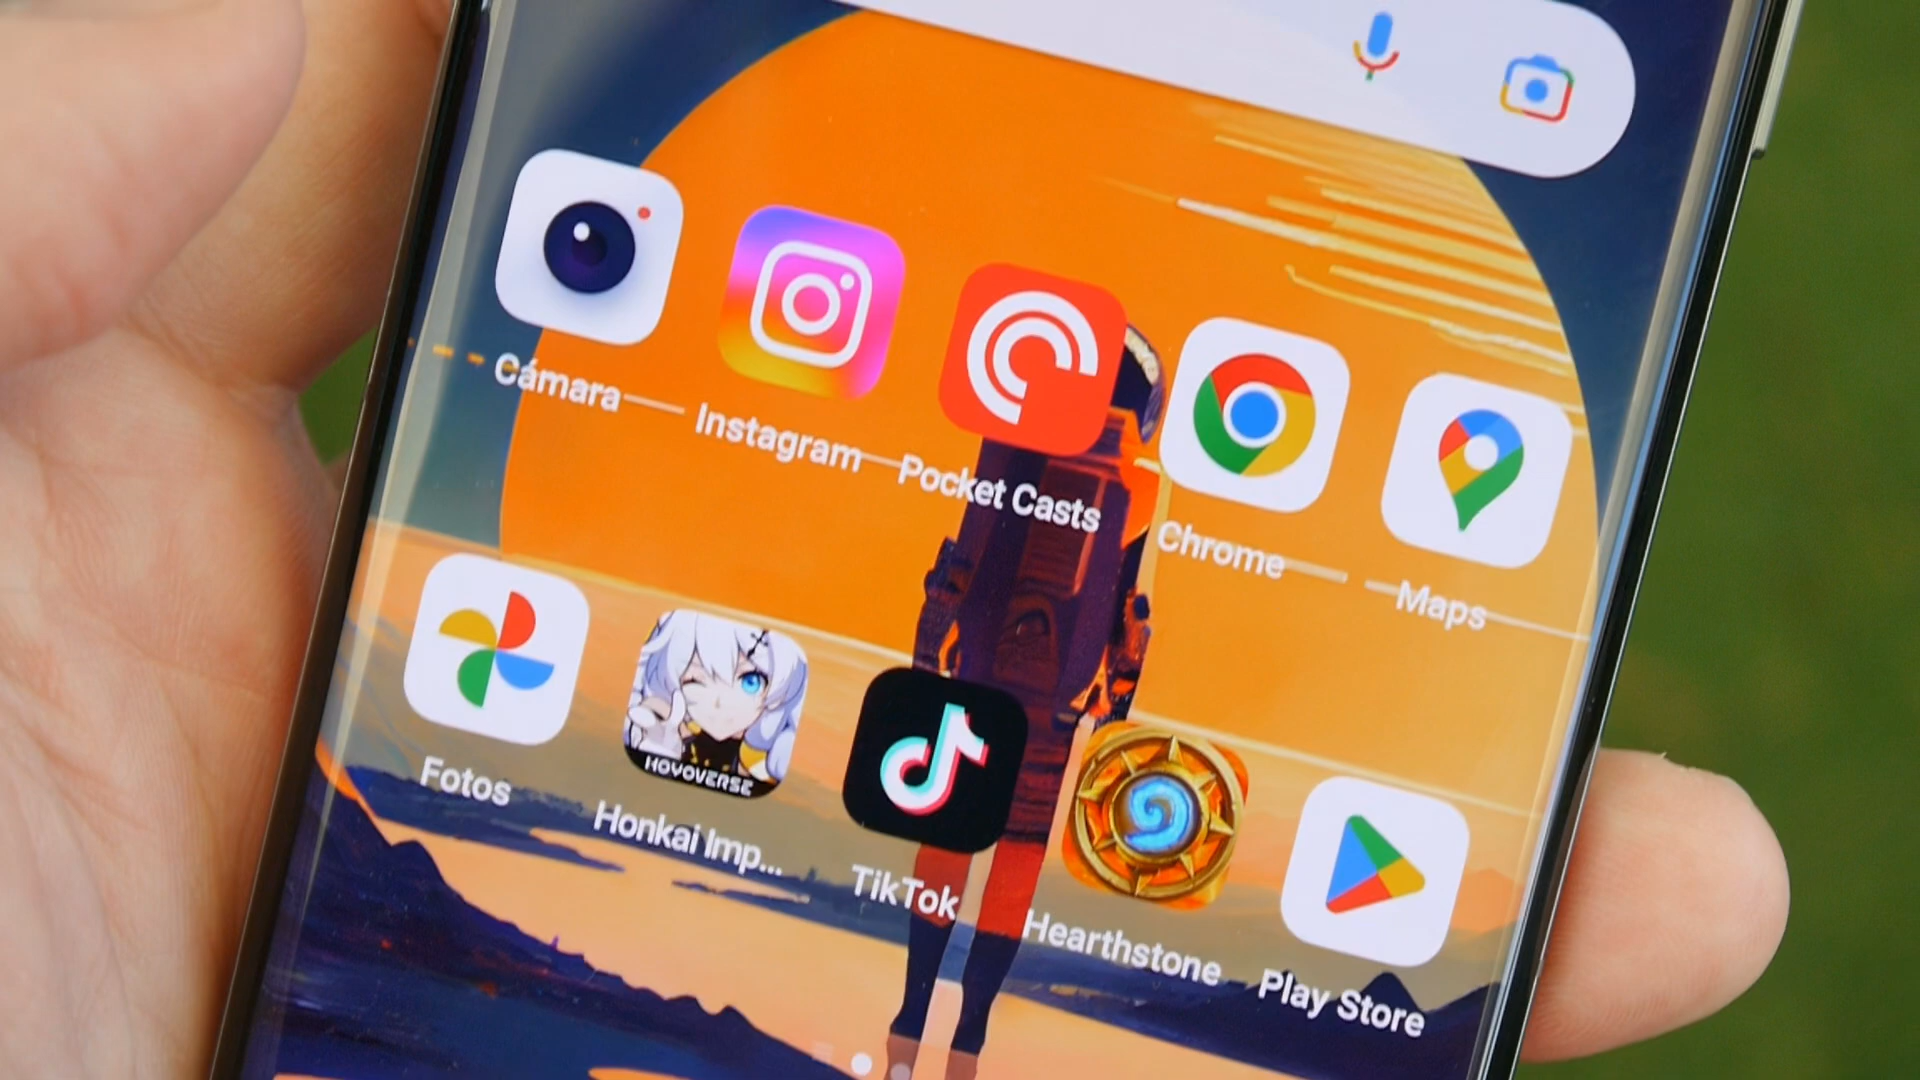 Cámara
Instagram
Pocket Casts
Chrome
Maps
HOYOVERSE
Fotos
Honkai Imp...
TikTok
Hearthstone
Play Store